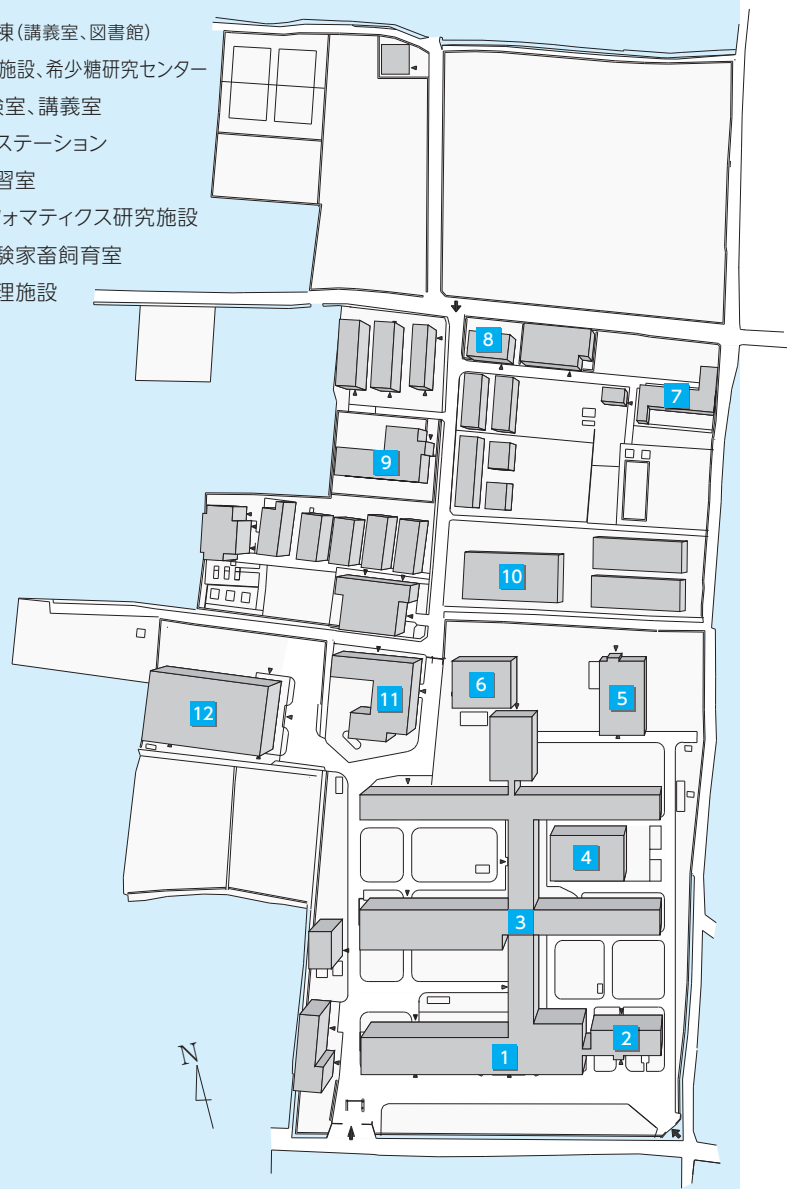 棟(講義室、図書館)
施設、希少糖研究センター
室、講義室
ステーション
習室
フォマティクス研究施設
験家畜飼育室
理施設
8
7
9
10
6
5
11
12
4
3
2
1
N